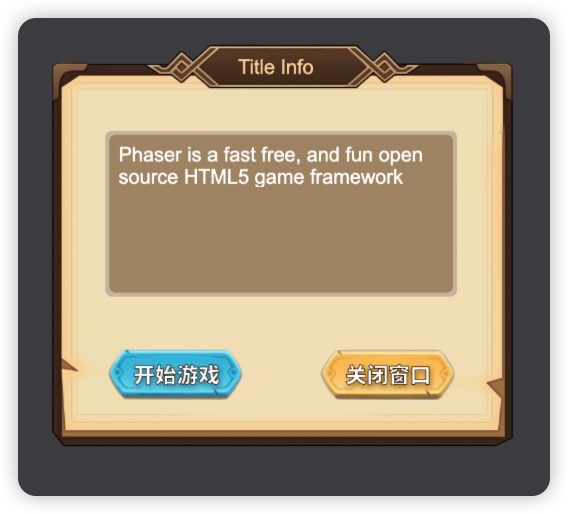 Title Info
Phaser is a fast free, and fun open
source HTML5 game framework
开始游戏
关闭窗口